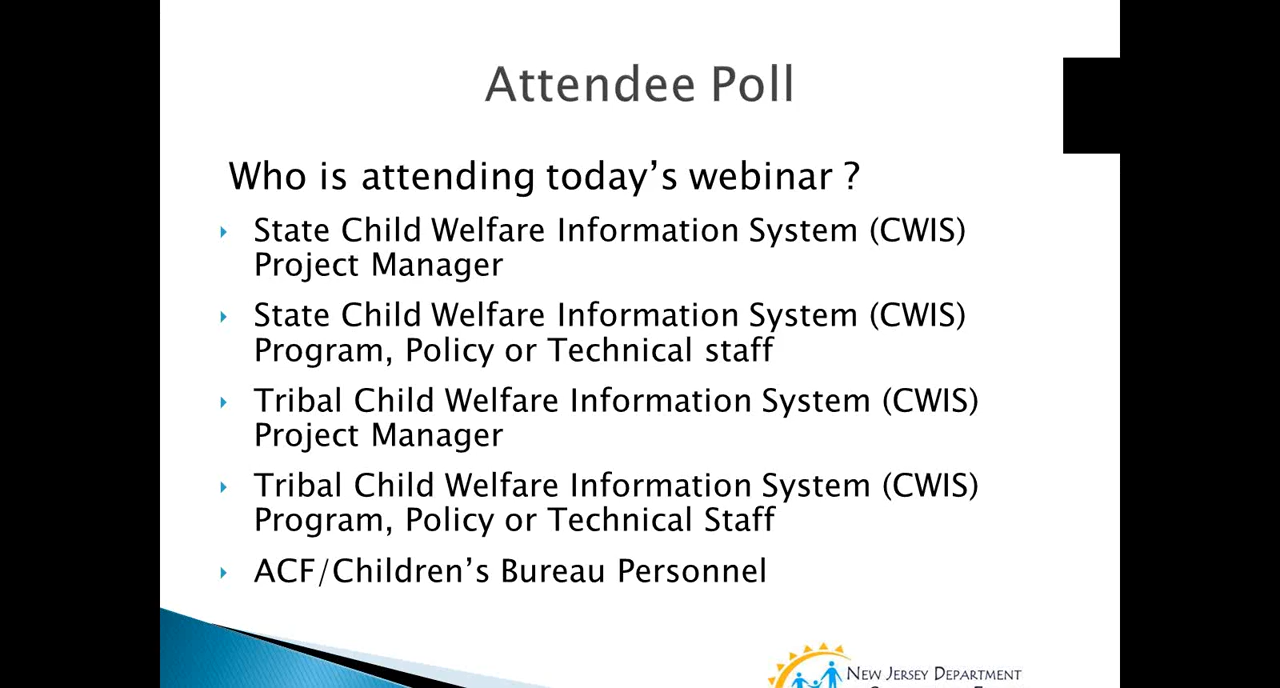 Attendee Poll
Who is attending today's webinar ?
State Child Welfare Information System (CWIS)
Project Manager
State Child Welfare Information System (CWIS)
Program, Policy or Technical staff
Tribal Child Welfare Information System (CWIS)
Project Manager
Tribal Child Welfare Information System (CWIS)
Program, Policy or Technical Staff
ACF/Children's Bureau Personnel
New Jersey Department